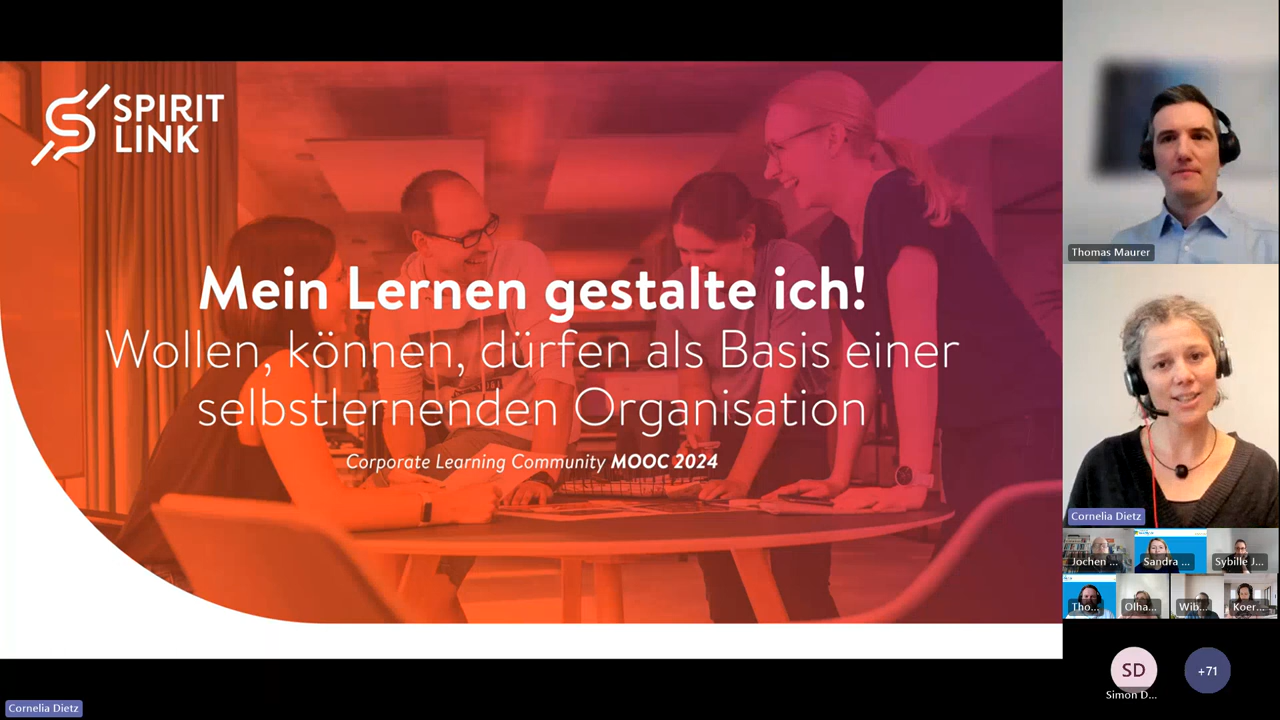 SPIRIT
LINK
Mein Lernen gestalte ich!
Wollen, können, dürfen als Basis einer
selbstlernenden Organisation
Corporate Learning Community MOOC 2024
Cornelia Dietz
Thomas Maurer
Cornelia Dietz
Jochen ...
Sandra ...
Sybille J...
Tho...
Olha...
Wib...
Koer...
SD
Simon D...
+71